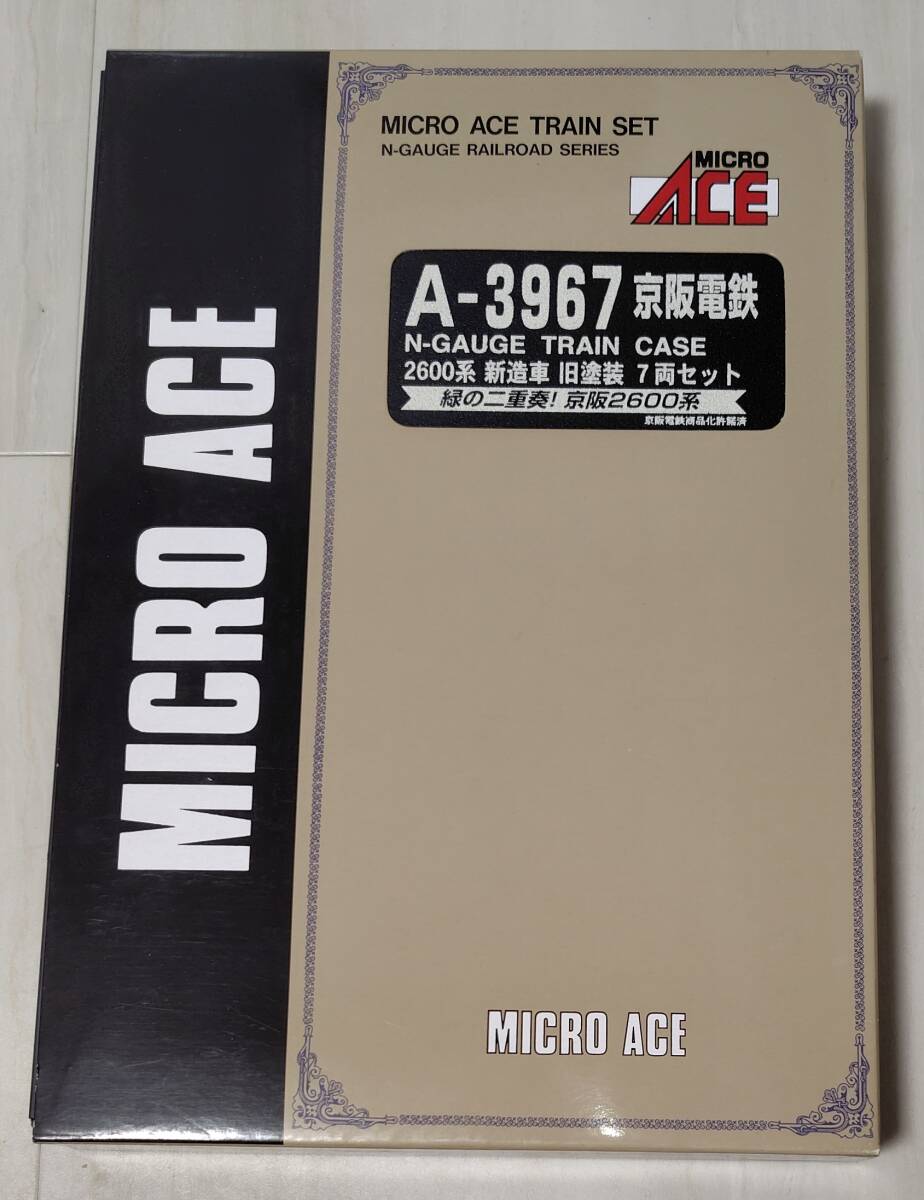 MICRO ACE
MICRO ACE TRAIN SET
N-GAUGE RAILROAD SERIES
MICRO
ACE
A-3967 京阪電鉄
N-GAUGE TRAIN CASE
2600系 新造車 旧塗装 7両セット
緑の二重奏! 京阪2600系
京阪電鉄商品化許諾済
MICRO ACE